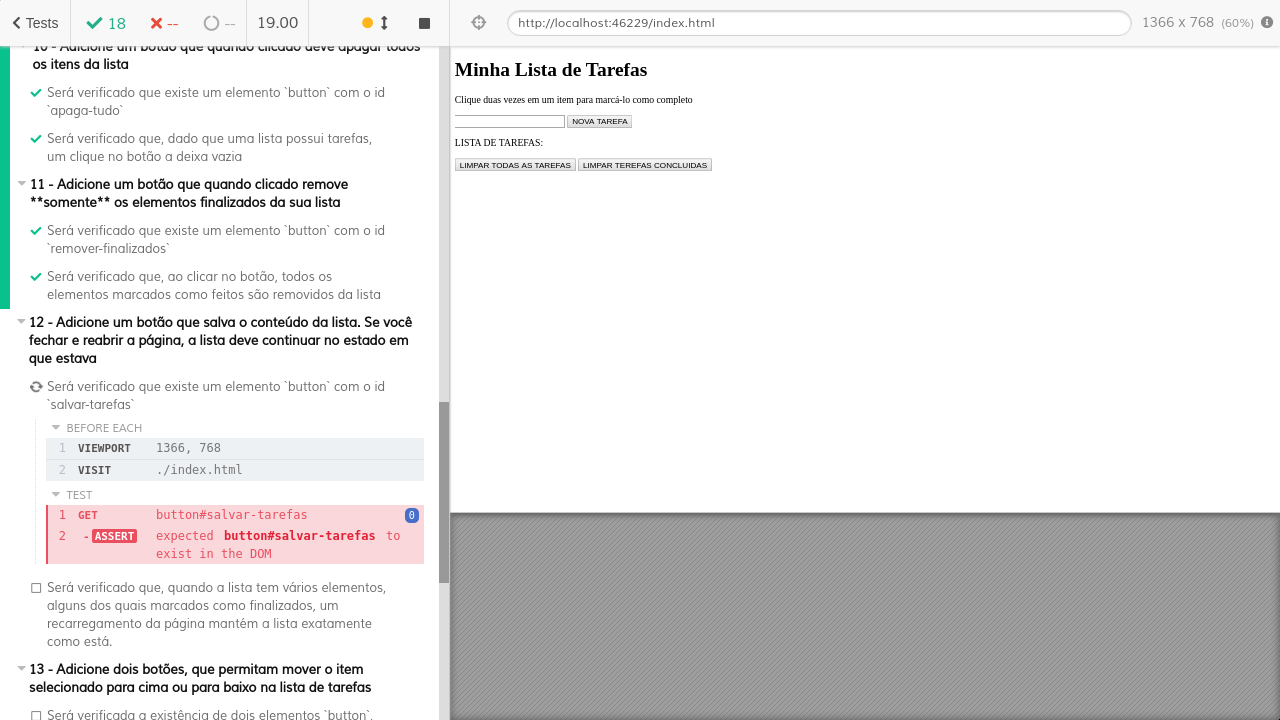 Tests
18
--
--
19.00
http://localhost:46229/index.html
1366 x 768 (60%)
10 - Adicione um botão que quando clicado deve apagar todos
os itens da lista
Será verificado que existe um elemento `button` com o id
`apaga-tudo`
Será verificado que, dado que uma lista possui tarefas,
um clique no botão a deixa vazia
11 - Adicione um botão que quando clicado remove
**somente** os elementos finalizados da sua lista
Será verificado que existe um elemento `button` com o id
`remover-finalizados`
Será verificado que, ao clicar no botão, todos os
elementos marcados como feitos são removidos da lista
12 - Adicione um botão que salva o conteúdo da lista. Se você
fechar e reabrir a página, a lista deve continuar no estado em
que estava
Será verificado que existe um elemento `button` com o id
`salvar-tarefas`
BEFORE EACH
1 VIEWPORT 1366, 768
2 VISIT ./index.html
TEST
1 GET button#salvar-tarefas 0
2 -ASSERT expected button#salvar-tarefas to
exist in the DOM
Será verificado que, quando a lista tem vários elementos,
alguns dos quais marcados como finalizados, um
recarregamento da página mantém a lista exatamente
como está.
13 - Adicione dois botões, que permitam mover o item
selecionado para cima ou para baixo na lista de tarefas
Será verificada a existência de dois elementos `button`,
Minha Lista de Tarefas
Clique duas vezes em um item para marcá-lo como completo
NOVA TAREFA
LISTA DE TAREFAS:
LIMPAR TODAS AS TAREFAS LIMPAR TEREFAS CONCLUIDAS